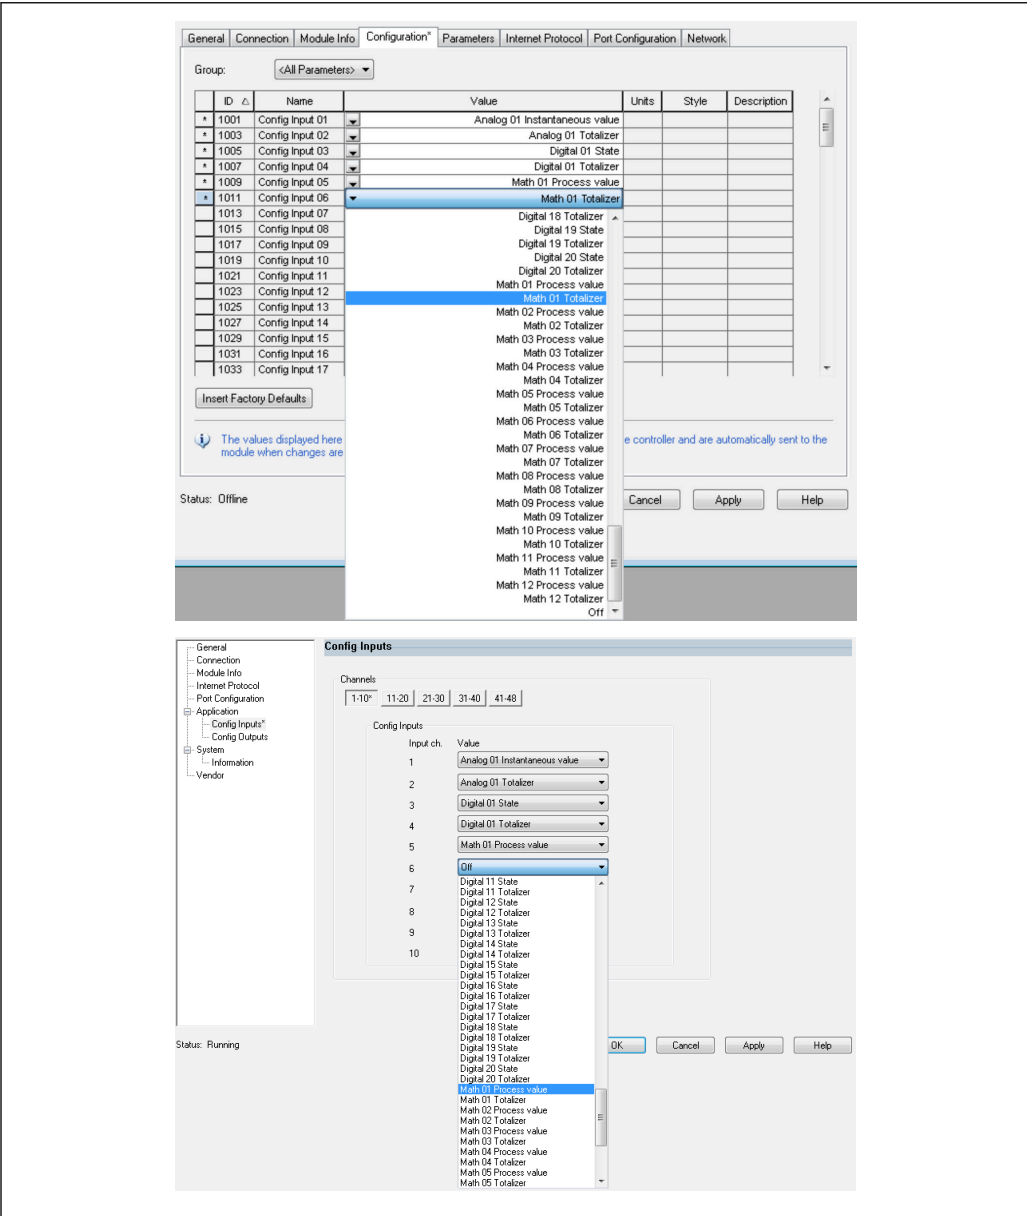 General Connection Module Info Configuration* Parameters Internet Protocol Port Configuration Network
Group: <All Parameters>
ID Name Value Units Style Description
* 1001 Config Input 01 Analog 01 Instantaneous value
* 1003 Config Input 02 Analog 01 Totalizer
* 1005 Config Input 03 Digital 01 State
* 1007 Config Input 04 Digital 01 Totalizer
* 1009 Config Input 05 Math 01 Process value
* 1011 Config Input 06 Math 01 Totalizer
1013 Config Input 07
1015 Config Input 08
1017 Config Input 09
1019 Config Input 10
1021 Config Input 11
1023 Config Input 12
1025 Config Input 13
1027 Config Input 14
1029 Config Input 15
1031 Config Input 16
1033 Config Input 17
Digital 18 Totalizer
Digital 19 State
Digital 19 Totalizer
Digital 20 State
Digital 20 Totalizer
Math 01 Process value
Math 01 Totalizer
Math 02 Process value
Math 02 Totalizer
Math 03 Process value
Math 03 Totalizer
Math 04 Process value
Math 04 Totalizer
Math 05 Process value
Math 05 Totalizer
Math 06 Process value
Math 06 Totalizer
Math 07 Process value
Math 07 Totalizer
Math 08 Process value
Math 08 Totalizer
Math 09 Process value
Math 09 Totalizer
Math 10 Process value
Math 10 Totalizer
Math 11 Process value
Math 11 Totalizer
Math 12 Process value
Math 12 Totalizer
Off
Insert Factory Defaults
The values displayed here e controller and are automatically sent to the
module when changes are
Status: Offline Cancel Apply Help
General
Connection
Module Info
Internet Protocol
Port Configuration
Application
Config Inputs*
Config Outputs
System
Information
Vendor
Config Inputs
Channels
1-10* 11-20 21-30 31-40 41-48
Config Inputs
Input ch. Value
1 Analog 01 Instantaneous value
2 Analog 01 Totalizer
3 Digital 01 State
4 Digital 01 Totalizer
5 Math 01 Process value
6 Off
7
8
9
10
Digital 11 State
Digital 11 Totalizer
Digital 12 State
Digital 12 Totalizer
Digital 13 State
Digital 13 Totalizer
Digital 14 State
Digital 14 Totalizer
Digital 15 State
Digital 15 Totalizer
Digital 16 State
Digital 16 Totalizer
Digital 17 State
Digital 17 Totalizer
Digital 18 State
Digital 18 Totalizer
Digital 19 State
Digital 19 Totalizer
Digital 20 State
Digital 20 Totalizer
Math 01 Process value
Math 01 Totalizer
Math 02 Process value
Math 02 Totalizer
Math 03 Process value
Math 03 Totalizer
Math 04 Process value
Math 04 Totalizer
Math 05 Process value
Math 05 Totalizer
Status: Running OK Cancel Apply Help